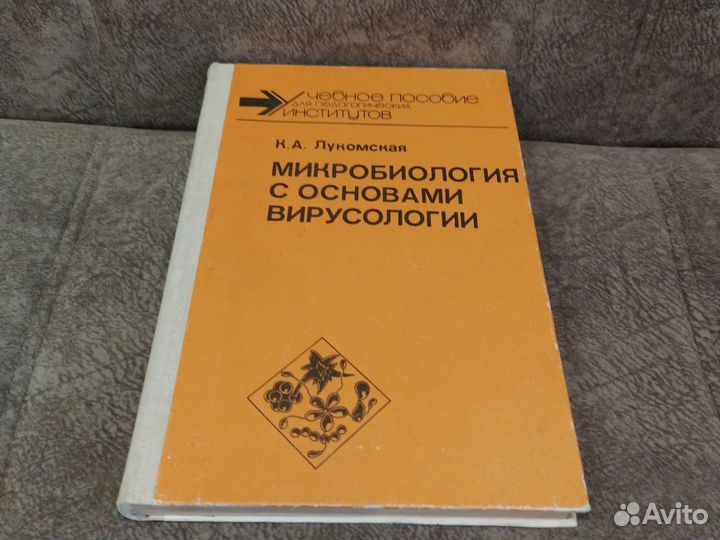 Учебное пособие
для педагогических
институтов
К.А. Лукомская
МИКРОБИОЛОГИЯ
С ОСНОВАМИ
ВИРУСОЛОГИИ
Avito